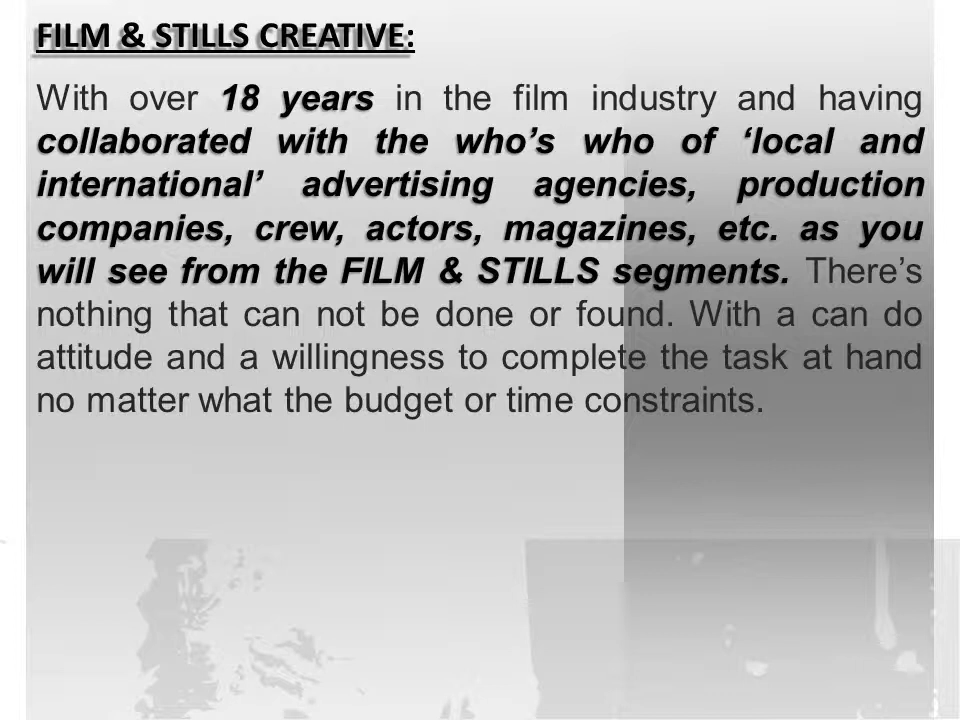 FILM & STILLS CREATIVE:
With over 18 years in the film industry and having
collaborated with the who’s who of ‘local and
international’ advertising agencies, production
companies, crew, actors, magazines, etc. as you
will see from the FILM & STILLS segments. There’s
nothing that can not be done or found. With a can do
attitude and a willingness to complete the task at hand
no matter what the budget or time constraints.